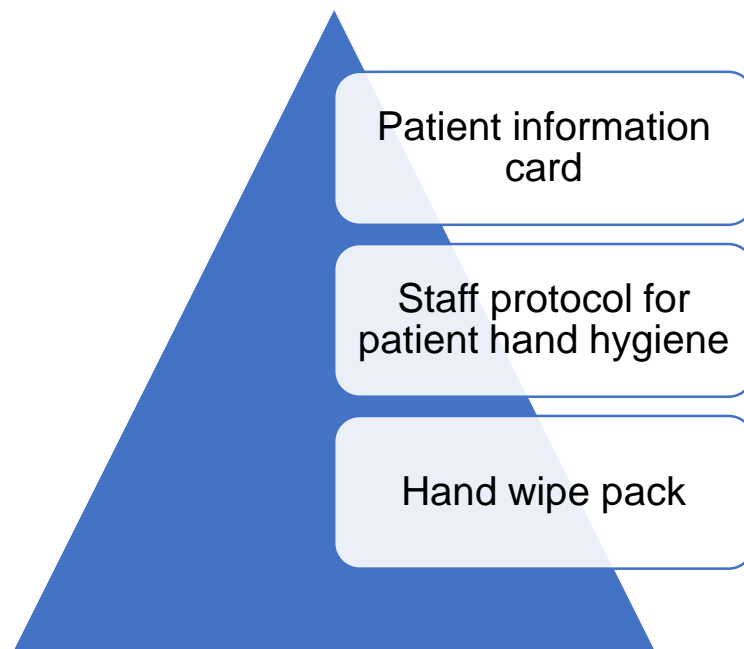 Patient information
card
Staff protocol for
patient hand hygiene
Hand wipe pack